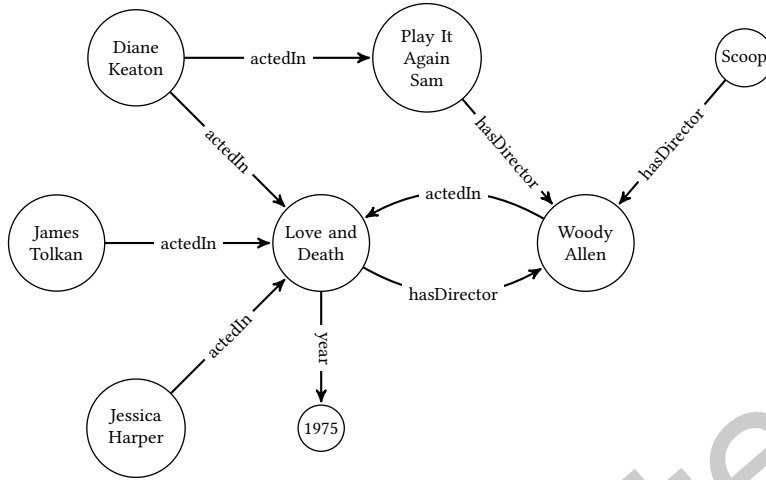 Diane
Keaton
actedIn
Play It
Again
Sam
Scoop
actedIn
hasDirector
hasDirector
James
Tolkan
actedIn
Love and
Death
actedIn
Woody
Allen
hasDirector
actedIn
year
Jessica
Harper
1975